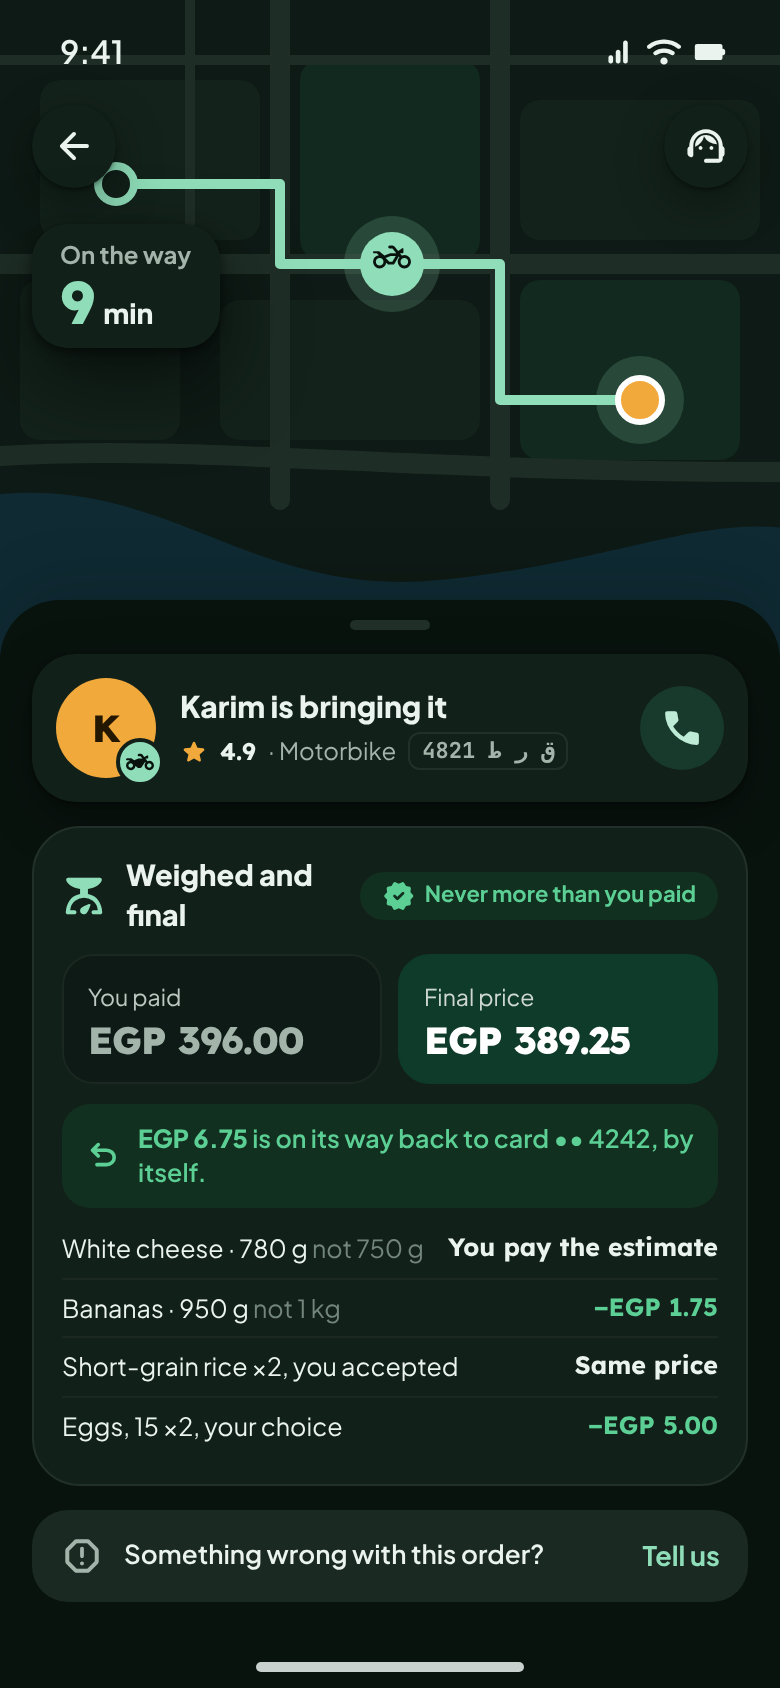 9:41
On the way
9 min
K
Karim is bringing it
4.9 · Motorbike ق ر ط 4821
Weighed and
final
Never more than you paid
You paid
EGP 396.00
Final price
EGP 389.25
EGP 6.75 is on its way back to card •• 4242, by
itself.
White cheese · 780 g not 750 g You pay the estimate
Bananas · 950 g not 1 kg −EGP 1.75
Short-grain rice ×2, you accepted Same price
Eggs, 15 ×2, your choice −EGP 5.00
Something wrong with this order? Tell us